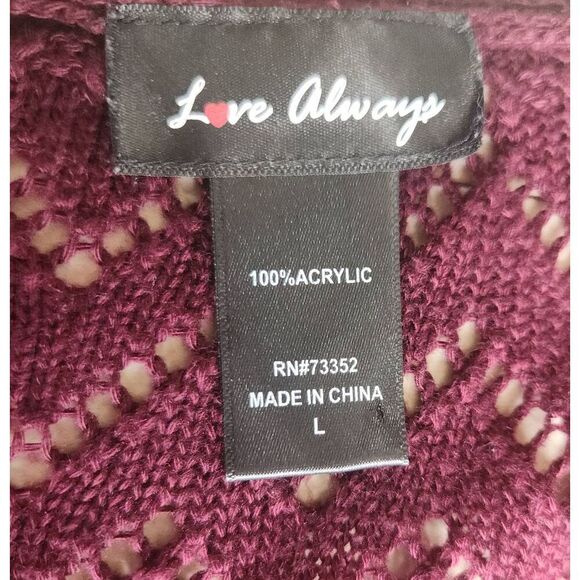 Love Always
100%ACRYLIC
RN#73352
MADE IN CHINA
L